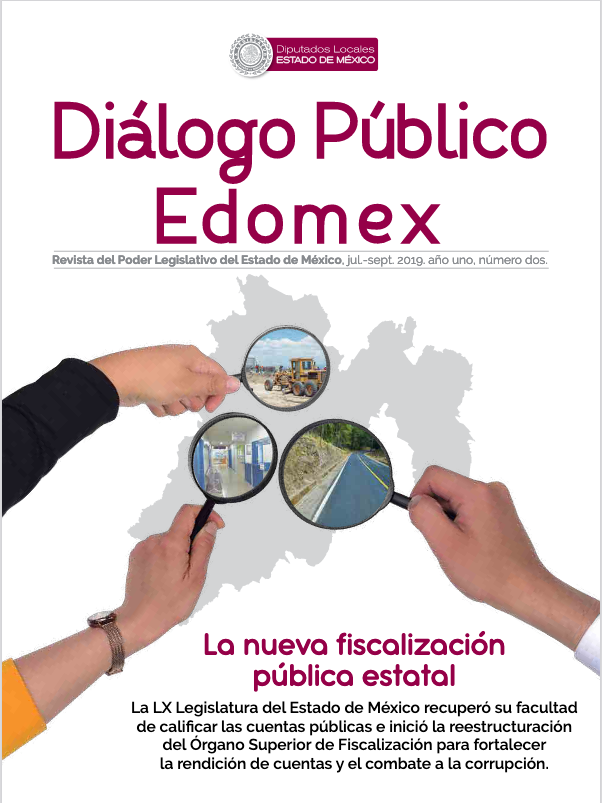 Diputados Locales
ESTADO DE MÉXICO
Diálogo Público
Edomex
Revista del Poder Legislativo del Estado de México, jul.-sept. 2019. año uno, número dos.
La nueva fiscalización
pública estatal
La LX Legislatura del Estado de México recuperó su facultad
de calificar las cuentas públicas e inició la reestructuración
del Órgano Superior de Fiscalización para fortalecer
la rendición de cuentas y el combate a la corrupción.